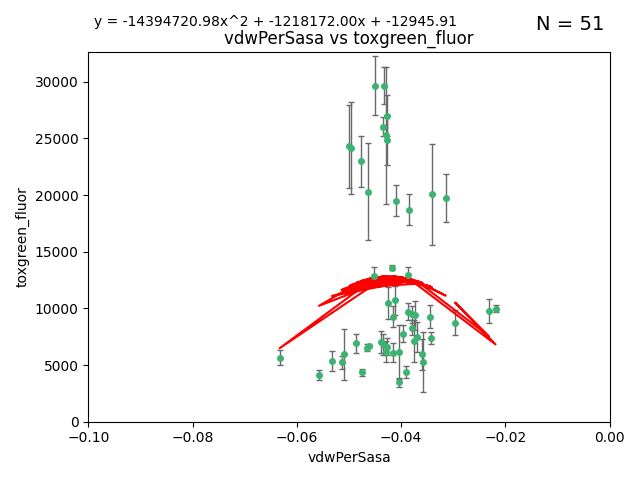 y = -14394720.98x^2 + -1218172.00x + -12945.91
N = 51
vdwPerSasa vs toxgreen_fluor
30000
25000
20000
15000
10000
5000
0
toxgreen_fluor
−0.10
−0.08
−0.06
−0.04
−0.02
0.00
vdwPerSasa